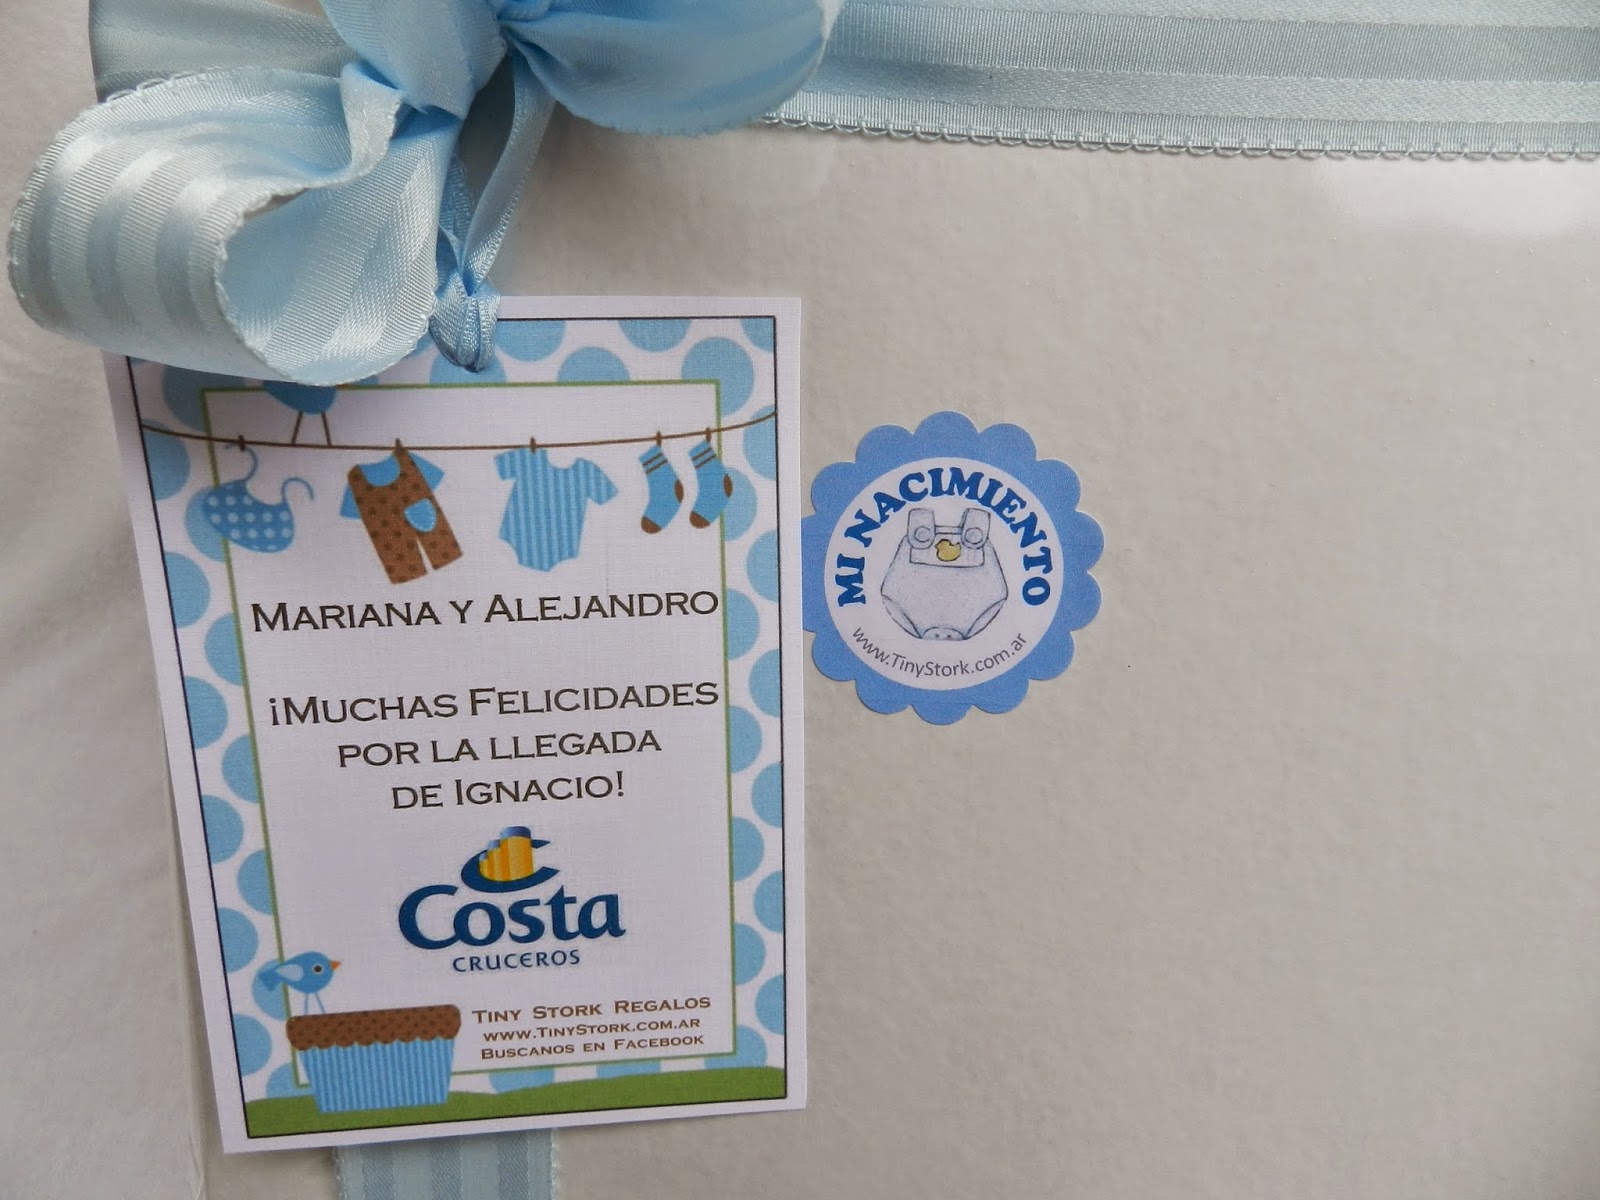 MARIANA Y ALEJANDRO
¡MUCHAS FELICIDADES
POR LA LLEGADA
DE IGNACIO!
Costa
CRUCEROS
TINY STORK REGALOS
WWW.TINYSTORK.COM.AR
BUSCANOS EN FACEBOOK
MI NACIMIENTO
www.TinyStork.com.ar